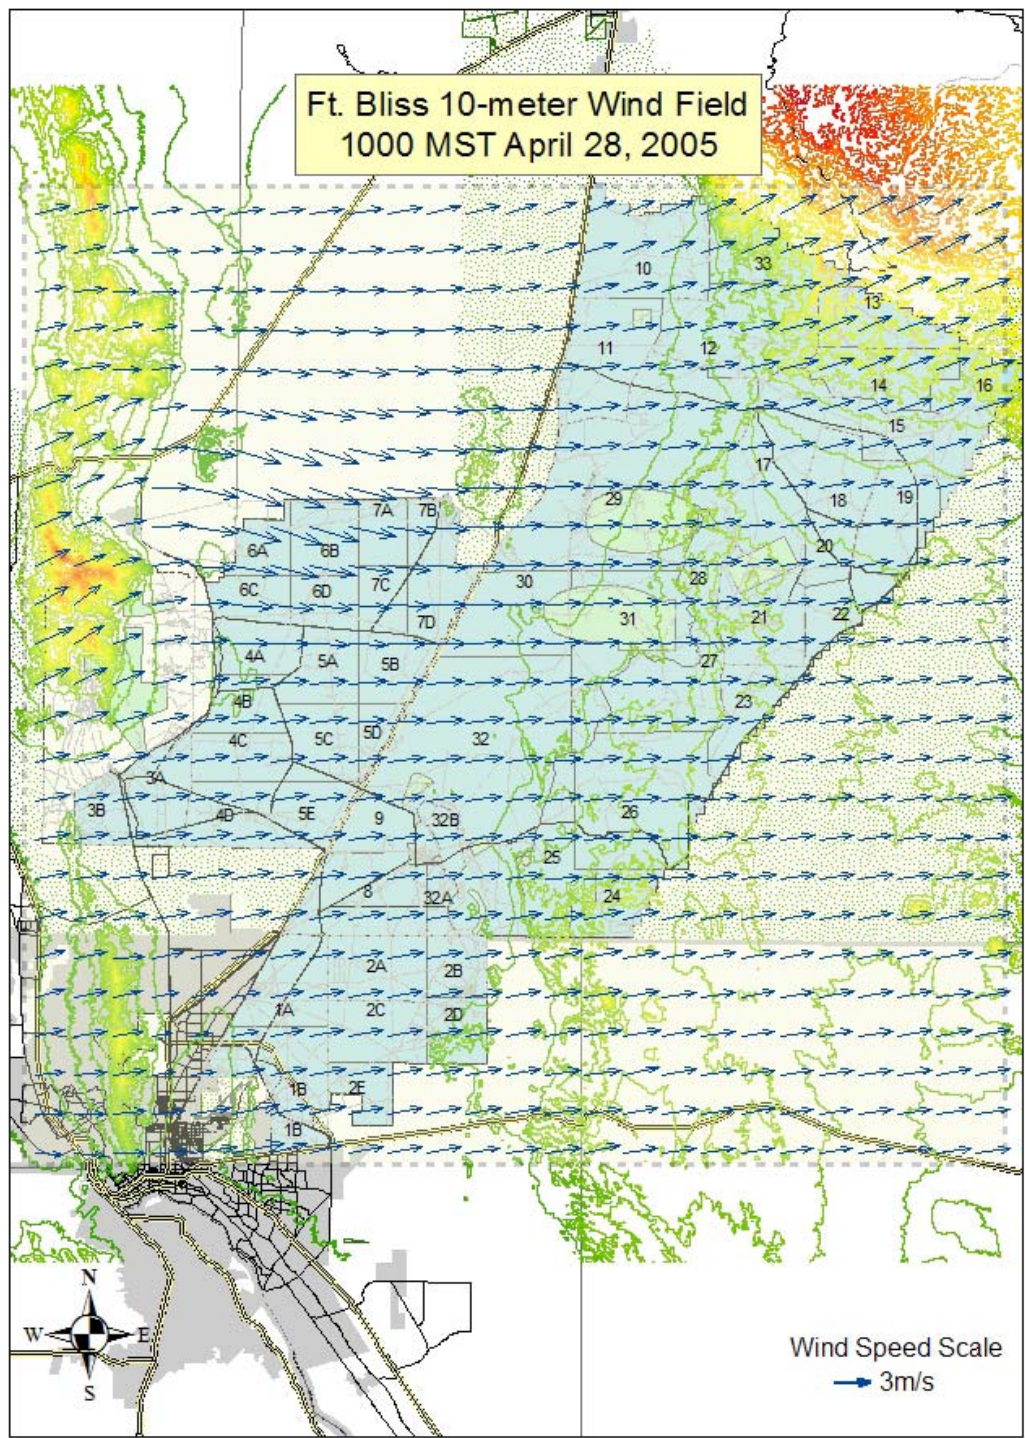 Ft. Bliss 10-meter Wind Field
1000 MST April 28, 2005
10
33
13
11
12
14
16
15
17
18
19
29
7A
7B
6A
6B
20
30
28
6C
6D
7C
31
21
22
7D
4A
5A
5B
27
4B
23
4C
5C
5D
32
3A
3B
4D
5E
9
32B
26
25
8
32A
24
2A
2B
1A
2C
2D
1B
2E
1B
N
W
E
S
Wind Speed Scale
3m/s